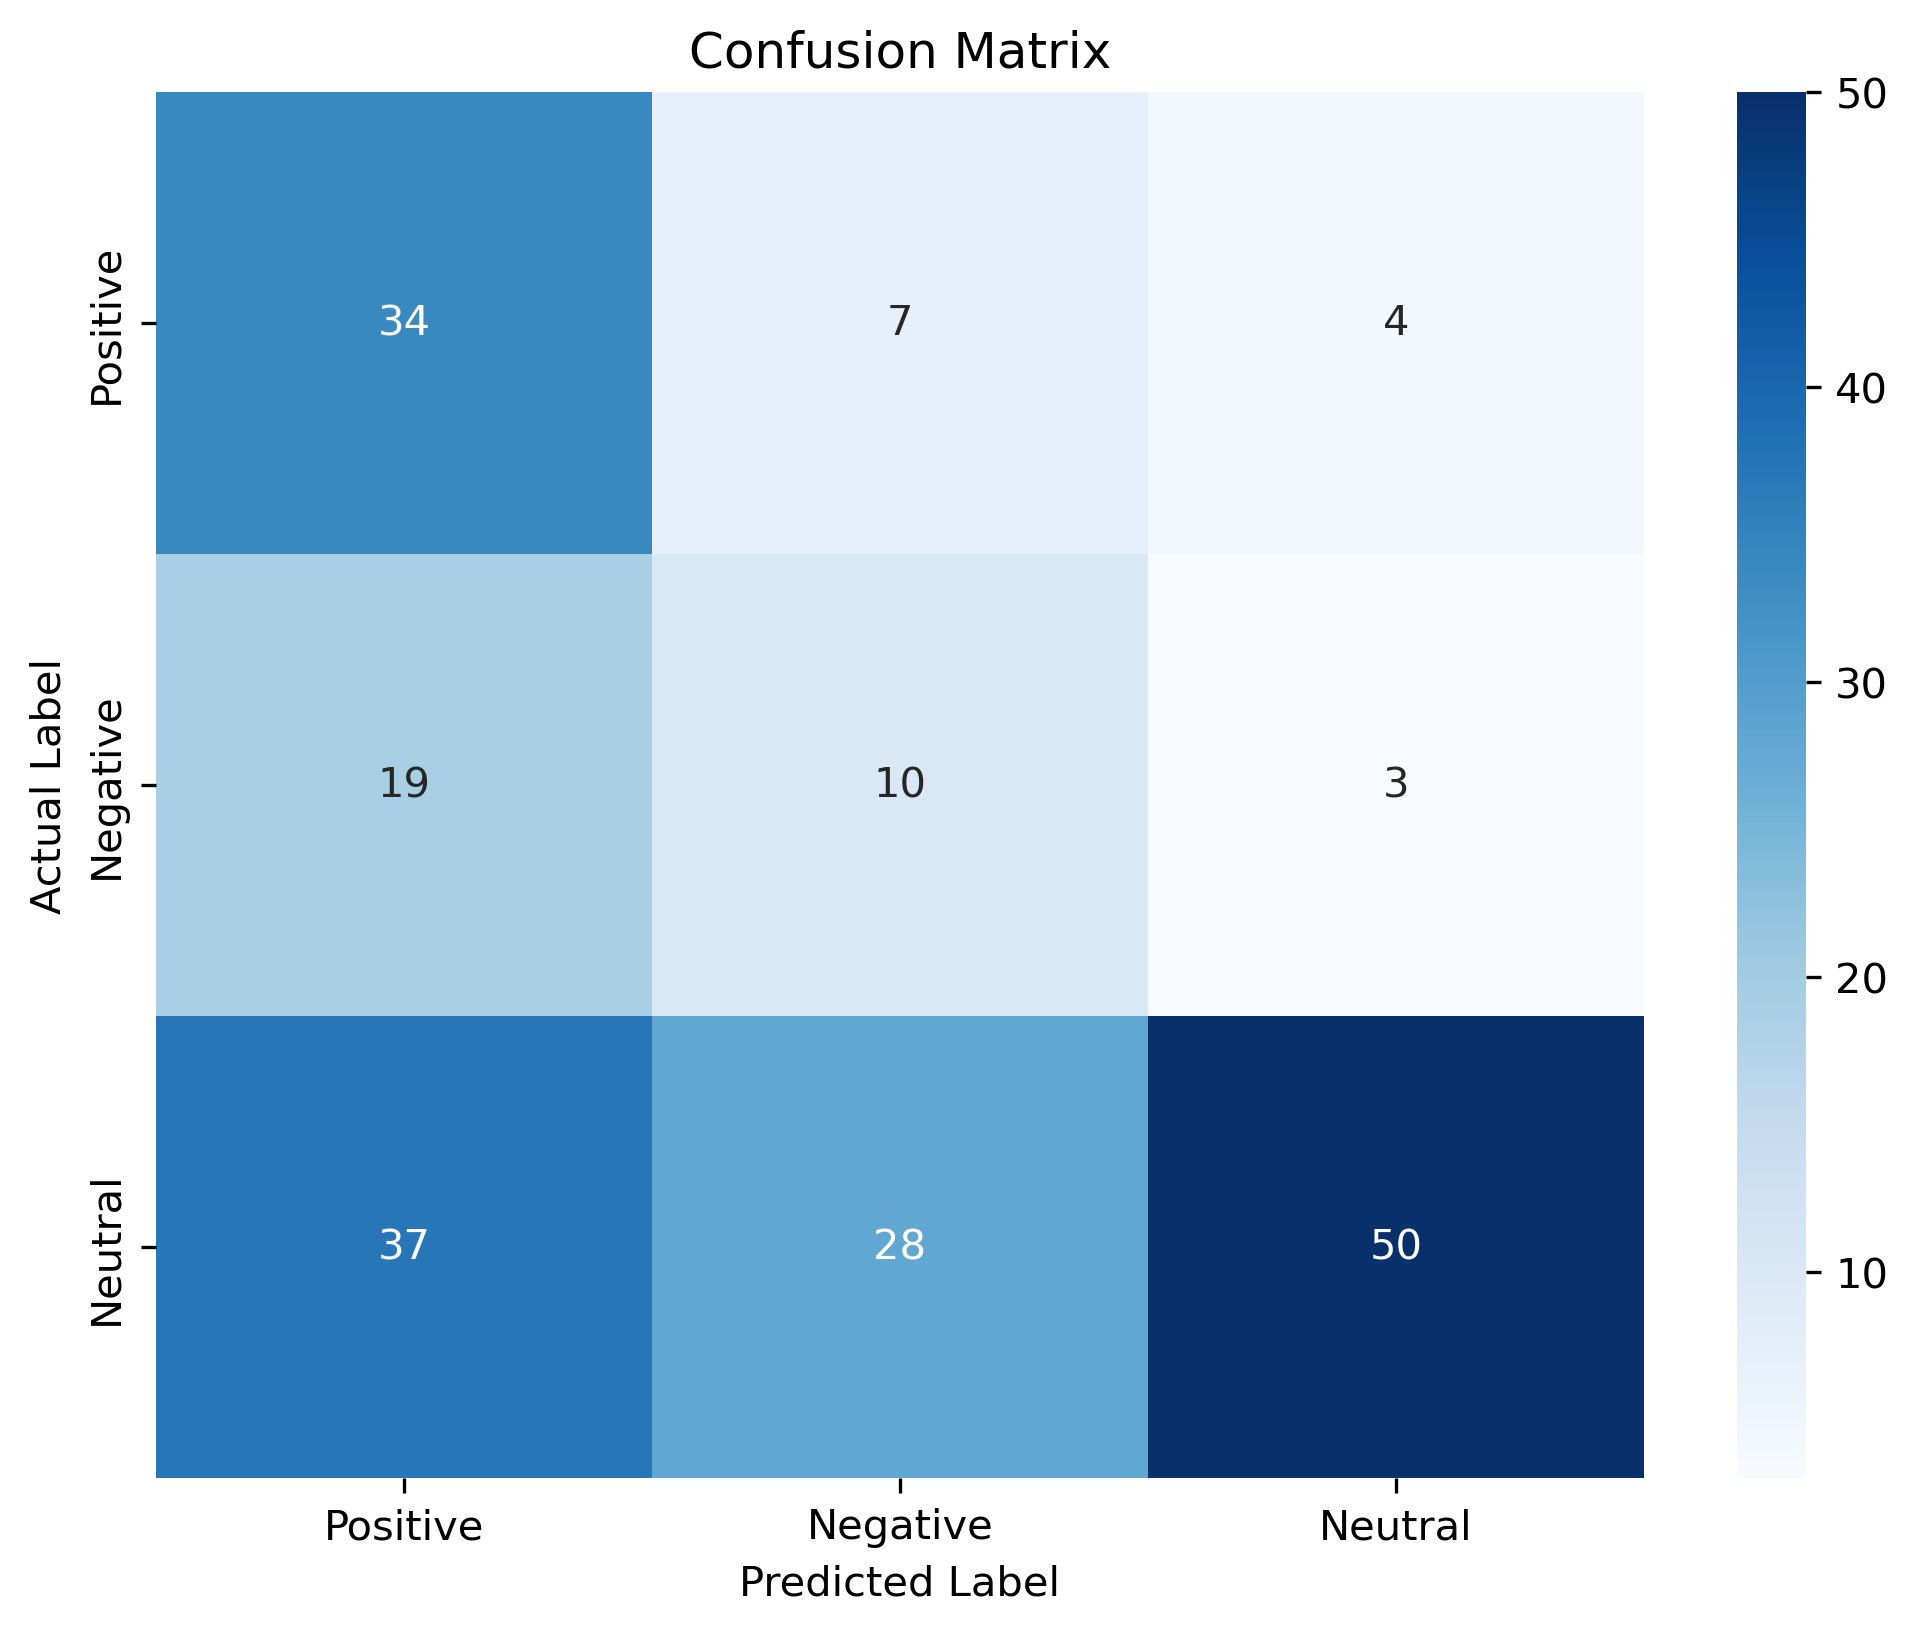 Confusion Matrix
50
40
30
20
10
Actual Label
Positive
34 7 4
Negative
19 10 3
Neutral
37 28 50
Positive Negative Neutral
Predicted Label